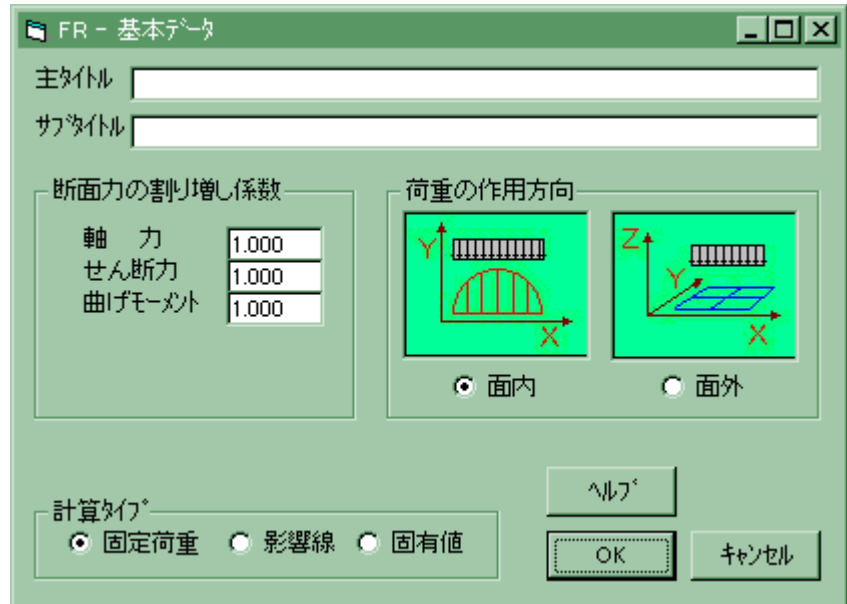 FR - 基本ﾃﾞｰﾀ
主ﾀｲﾄﾙ
ｻﾌﾞﾀｲﾄﾙ
断面力の割り増し係数
軸　力 1.000
せん断力 1.000
曲げﾓｰﾒﾝﾄ 1.000
荷重の作用方向
Y
X
Z
Y
X
面内
面外
計算ﾀｲﾌﾟ
固定荷重 影響線 固有値
ﾍﾙﾌﾟ
OK
ｷｬﾝｾﾙ